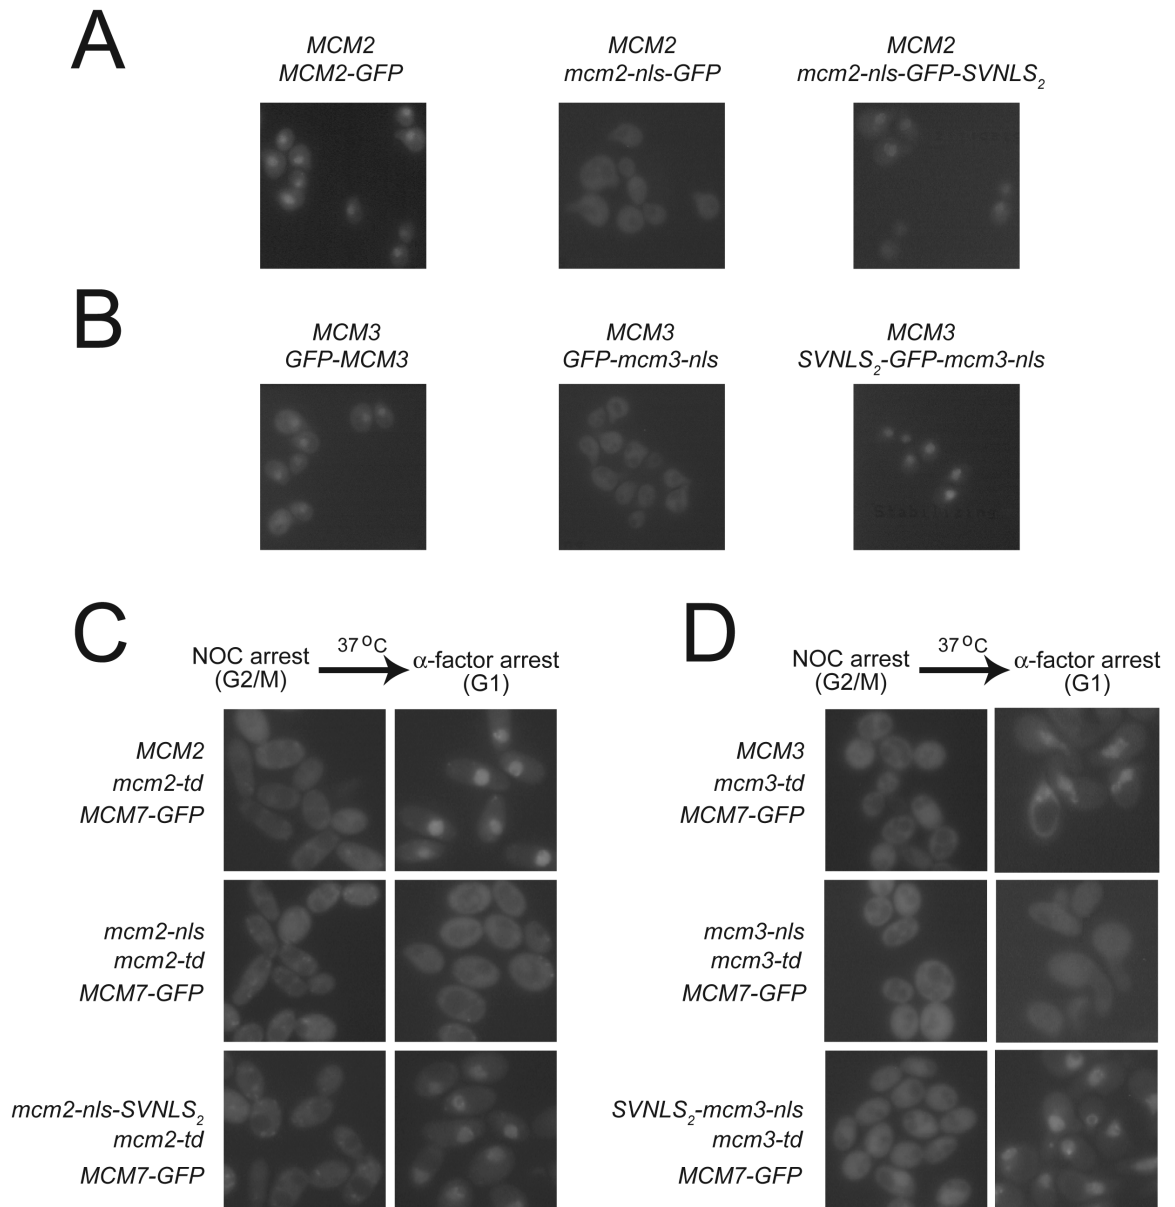 A
MCM2
MCM2-GFP
MCM2
mcm2-nls-GFP
MCM2
mcm2-nls-GFP-SVNLS2
B
MCM3
GFP-MCM3
MCM3
GFP-mcm3-nls
MCM3
SVNLS2-GFP-mcm3-nls
C
NOC arrest
(G2/M)
37 °C
α-factor arrest
(G1)
MCM2
mcm2-td
MCM7-GFP
mcm2-nls
mcm2-td
MCM7-GFP
mcm2-nls-SVNLS2
mcm2-td
MCM7-GFP
D
NOC arrest
(G2/M)
37 °C
α-factor arrest
(G1)
MCM3
mcm3-td
MCM7-GFP
mcm3-nls
mcm3-td
MCM7-GFP
SVNLS2-mcm3-nls
mcm3-td
MCM7-GFP